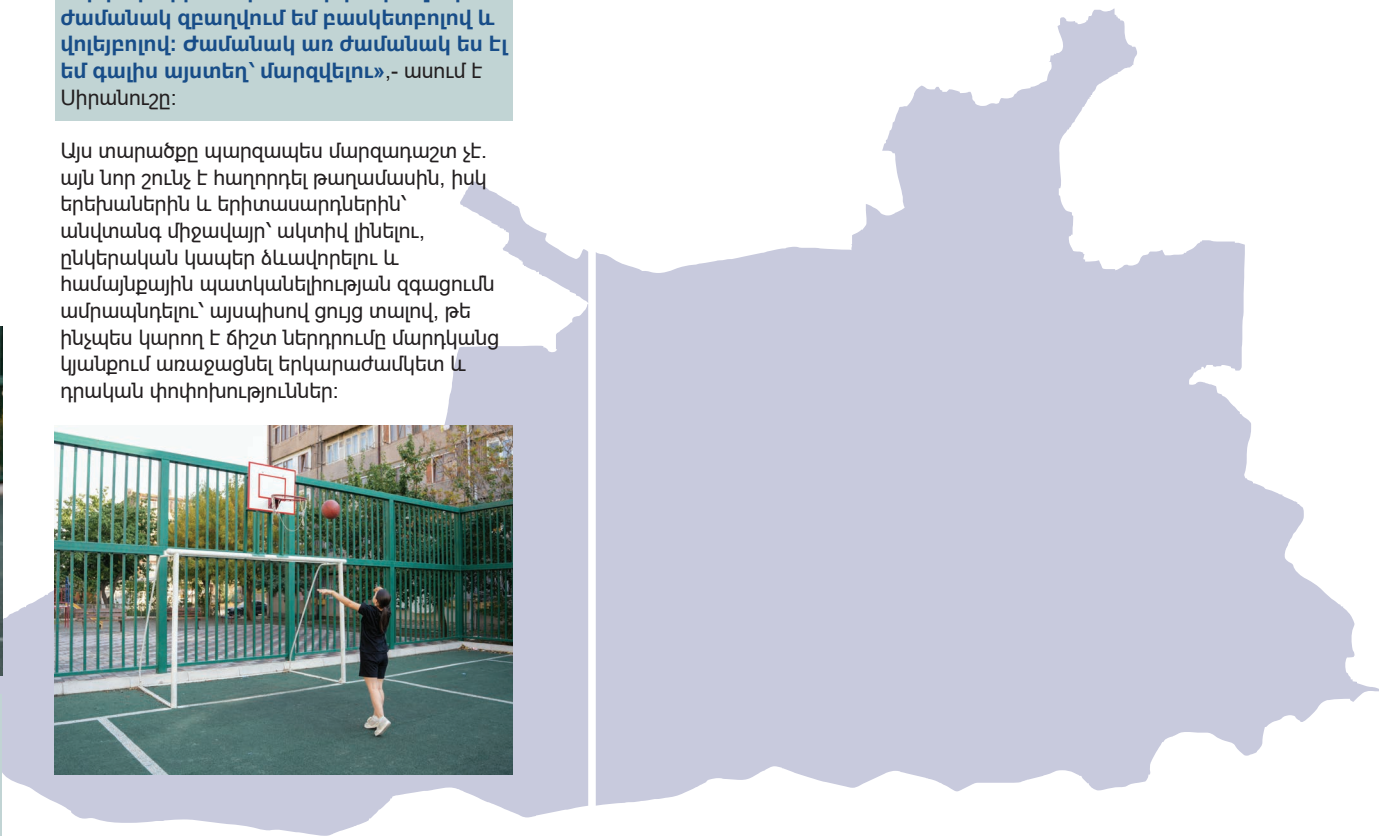 ժամանակ զբաղվում եմ բասկետբոլով և
վոլեյբոլով: Ժամանակ առ ժամանակ ես էլ
եմ գալիս այստեղ՝ մարզվելու»,- ասում է
Սիրանուշը:
Այս տարածքը պարզապես մարզադաշտ չէ.
այն նոր շունչ է հաղորդել թաղամասին, իսկ
երեխաներին և երիտասարդներին՝
անվտանգ միջավայր՝ ակտիվ լինելու,
ընկերական կապեր ձևավորելու և
համայնքային պատկանելիության զգացումն
ամրապնդելու՝ այսպիսով ցույց տալով, թե
ինչպես կարող է ճիշտ ներդրումը մարդկանց
կյանքում առաջացնել երկարաժամկետ և
դրական փոփոխություններ: